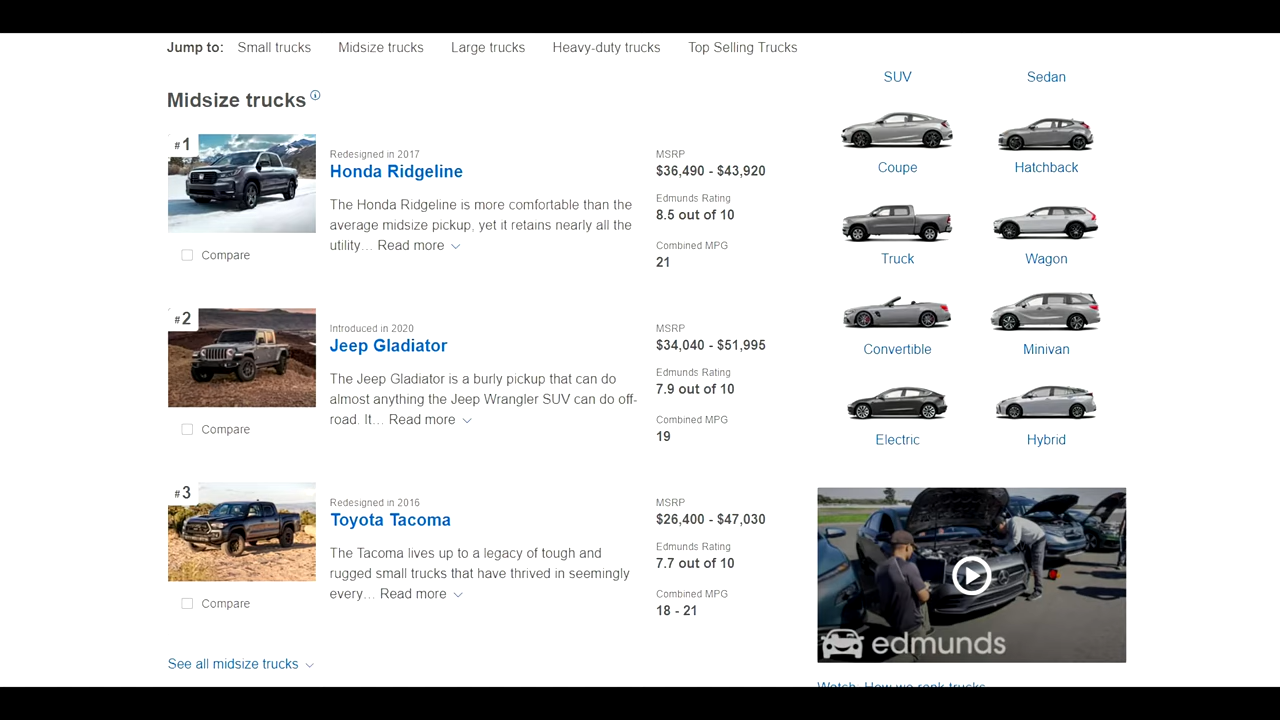 Jump to: Small trucks Midsize trucks Large trucks Heavy-duty trucks Top Selling Trucks
Midsize trucks
#1
Redesigned in 2017
Honda Ridgeline
The Honda Ridgeline is more comfortable than the
average midsize pickup, yet it retains nearly all the
utility... Read more
Compare
MSRP
$36,490 - $43,920
Edmunds Rating
8.5 out of 10
Combined MPG
21
#2
Introduced in 2020
Jeep Gladiator
The Jeep Gladiator is a burly pickup that can do
almost anything the Jeep Wrangler SUV can do off-
road. It... Read more
Compare
MSRP
$34,040 - $51,995
Edmunds Rating
7.9 out of 10
Combined MPG
19
#3
Redesigned in 2016
Toyota Tacoma
The Tacoma lives up to a legacy of tough and
rugged small trucks that have thrived in seemingly
every... Read more
Compare
MSRP
$26,400 - $47,030
Edmunds Rating
7.7 out of 10
Combined MPG
18 - 21
See all midsize trucks
SUV Sedan
Coupe Hatchback
Truck Wagon
Convertible Minivan
Electric Hybrid
edmunds
Watch How we rank trucks